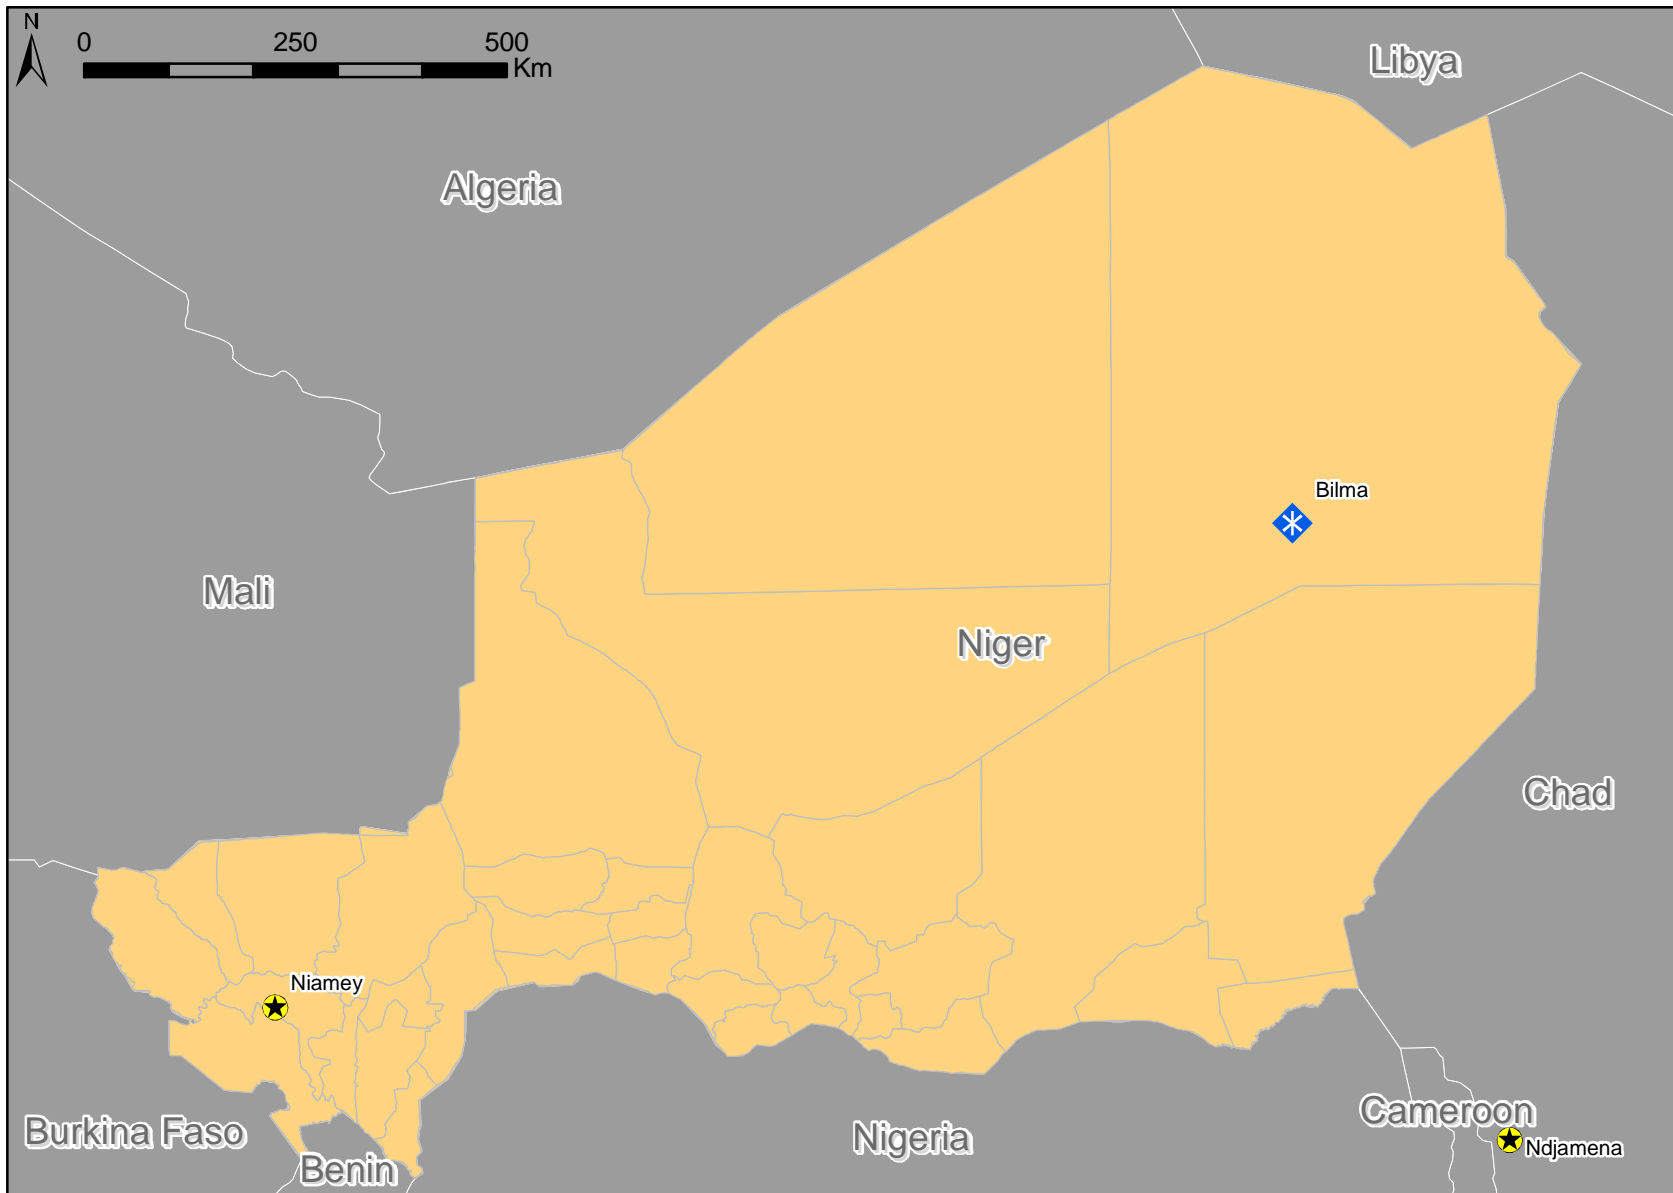 N
0 250 500
Km
Libya
Algeria
Bilma
Mali
Niger
Chad
Niamey
Cameroon
Burkina Faso
Nigeria
Ndjamena
Benin